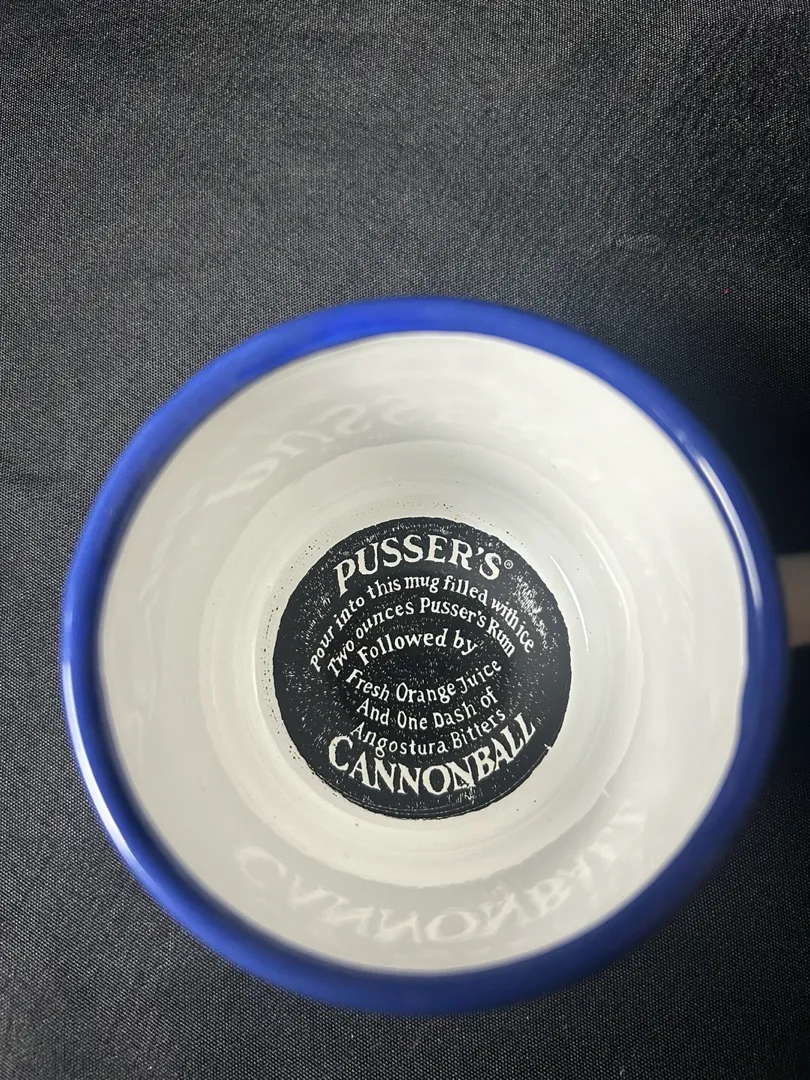 PUSSER'S®
Pour into this mug filled with ice
Two ounces Pusser's Rum
Followed by
Fresh Orange Juice
And One Dash of
Angostura Bitters
CANNONBALL